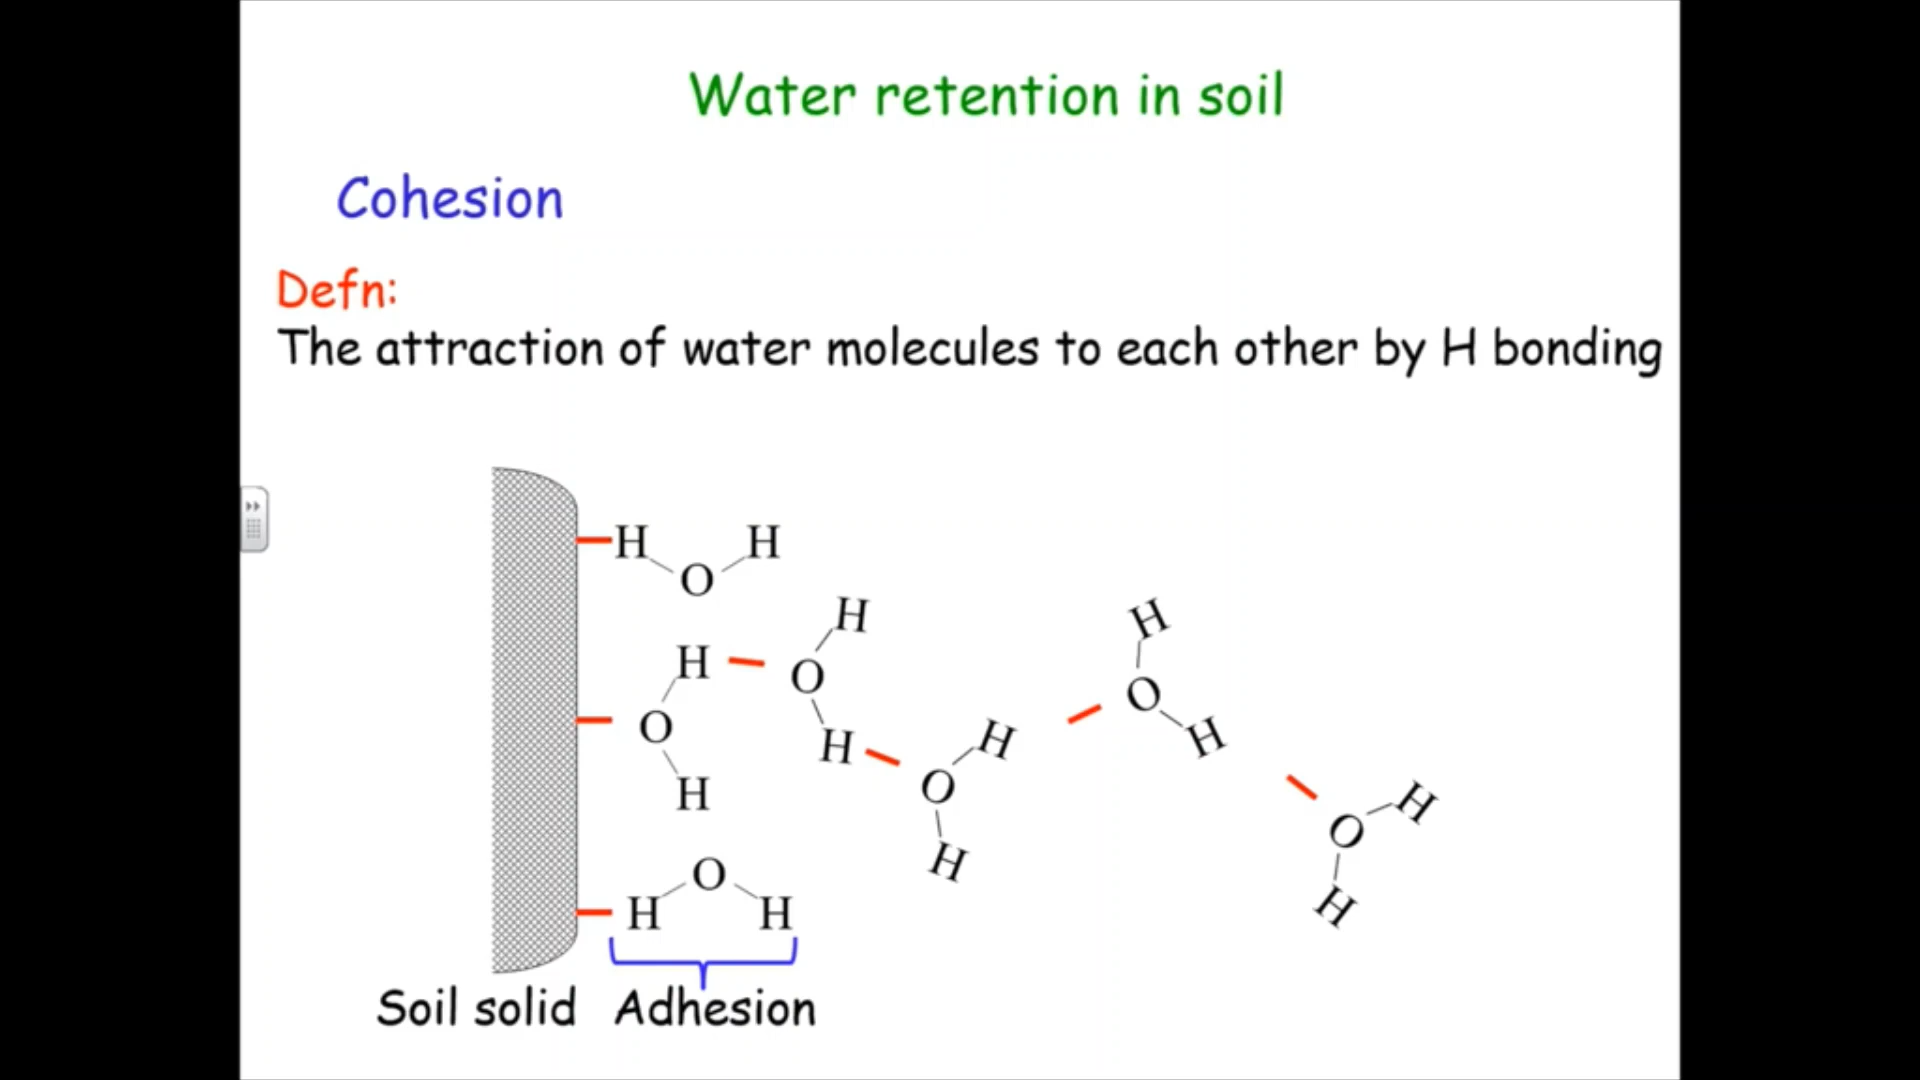 Water retention in soil
Cohesion
Defn:
The attraction of water molecules to each other by H bonding
H H
O
H
H
H O
O
H
H
H
O
H
O
H
H
O
H
H
O
H
O
H H
Soil solid Adhesion